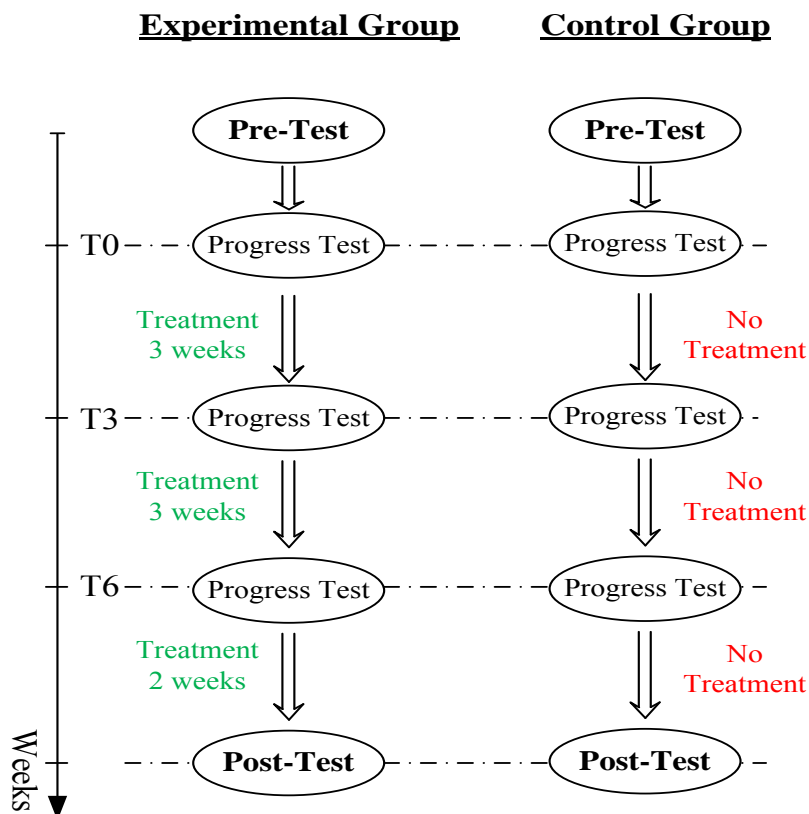 Experimental Group Control Group
Pre-Test Pre-Test
T0 Progress Test Progress Test
Treatment
3 weeks
No
Treatment
T3 Progress Test Progress Test
Treatment
3 weeks
No
Treatment
T6 Progress Test Progress Test
Treatment
2 weeks
No
Treatment
Post-Test Post-Test
Weeks